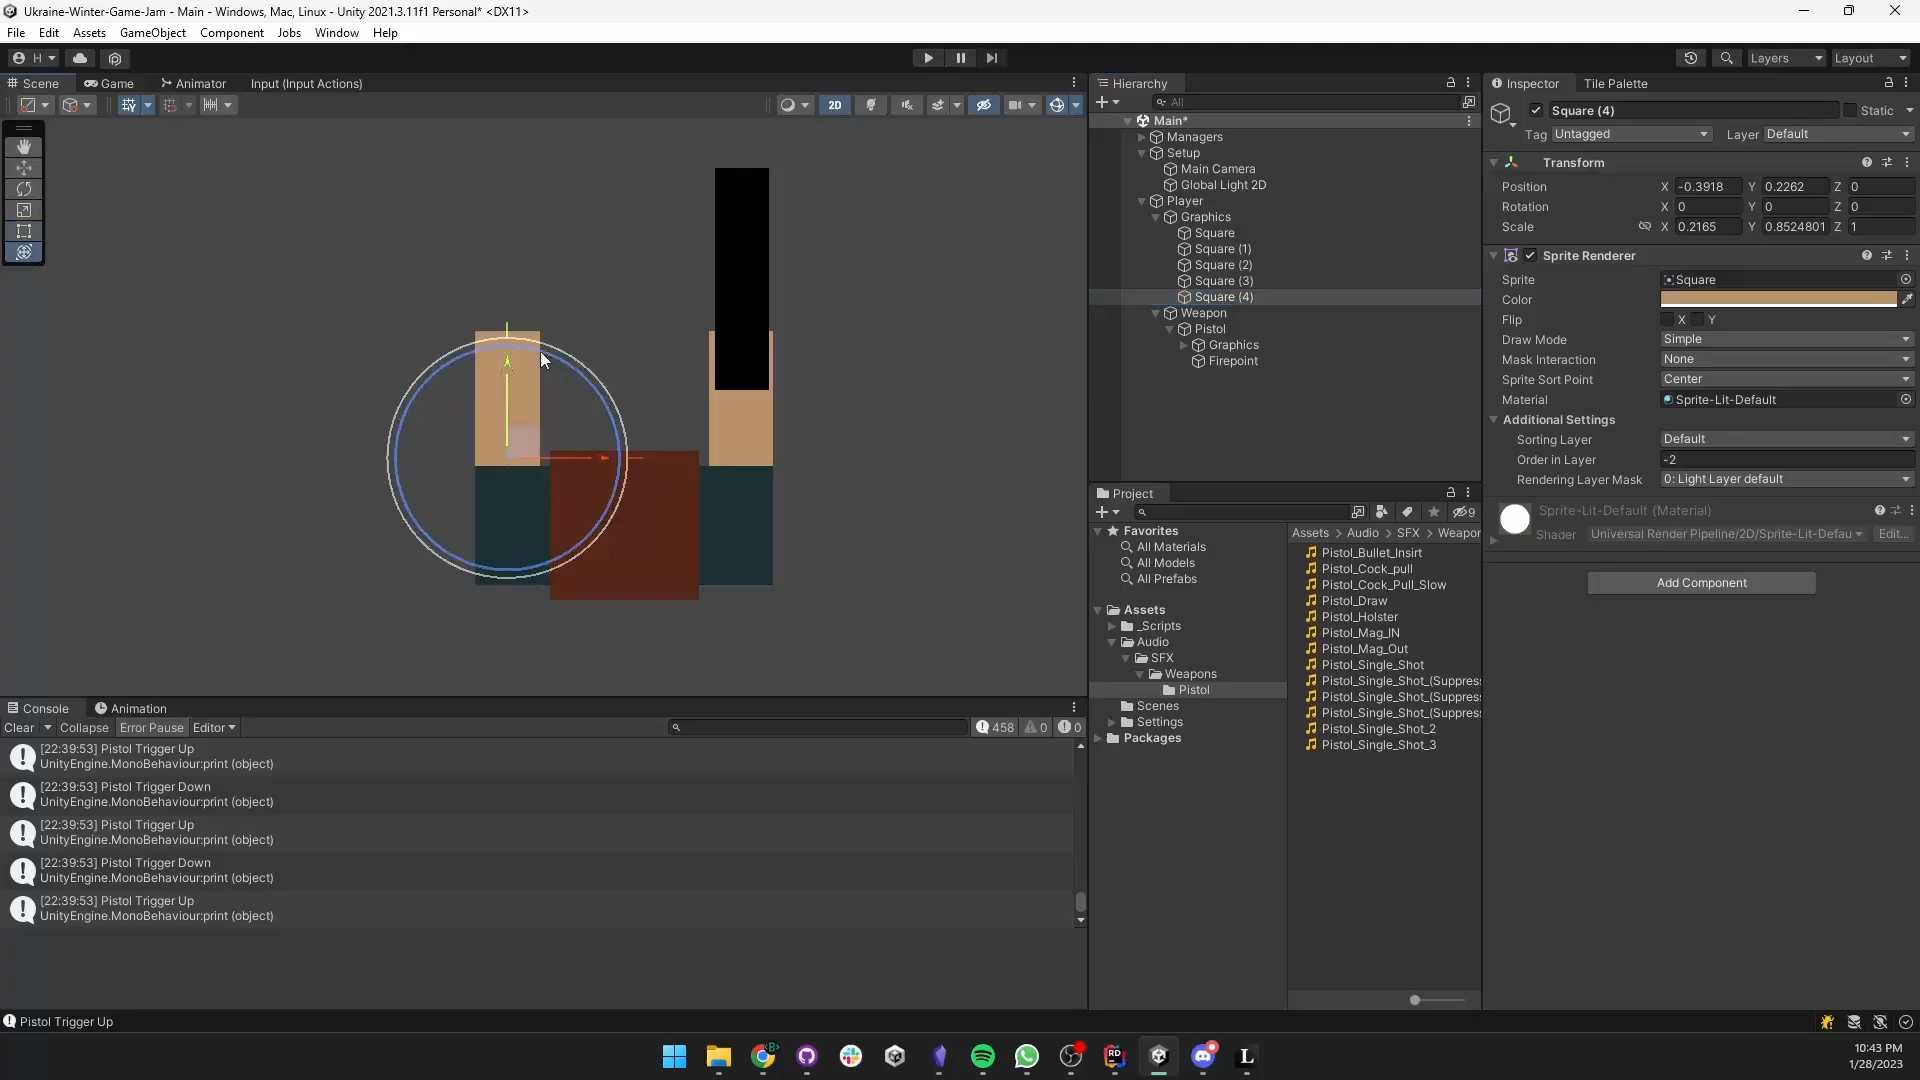 Ukraine-Winter-Game-Jam - Main - Windows, Mac, Linux - Unity 2021.3.11f1 Personal* <DX11>
File Edit Assets GameObject Component Jobs Window Help
H Layers Layout
Scene Game Animator Input (Input Actions)
2D
Hierarchy
All
Main*
Managers
Setup
Main Camera
Global Light 2D
Player
Graphics
Square
Square (1)
Square (2)
Square (3)
Square (4)
Weapon
Pistol
Graphics
Firepoint
Inspector Tile Palette
Square (4) Static
Tag Untagged Layer Default
Transform
Position X -0.3918 Y 0.2262 Z 0
Rotation X 0 Y 0 Z 0
Scale X 0.2165 Y 0.8524801 Z 1
Sprite Renderer
Sprite Square
Color
Flip X Y
Draw Mode Simple
Mask Interaction None
Sprite Sort Point Center
Material Sprite-Lit-Default
Additional Settings
Sorting Layer Default
Order in Layer -2
Rendering Layer Mask 0: Light Layer default
Sprite-Lit-Default (Material)
Shader Universal Render Pipeline/2D/Sprite-Lit-Defau Edit...
Add Component
Project
9
Favorites
All Materials
All Models
All Prefabs
Assets
_Scripts
Audio
SFX
Weapons
Pistol
Scenes
Settings
Packages
Assets > Audio > SFX > Weapon
Pistol_Bullet_Insirt
Pistol_Cock_pull
Pistol_Cock_Pull_Slow
Pistol_Draw
Pistol_Holster
Pistol_Mag_IN
Pistol_Mag_Out
Pistol_Single_Shot
Pistol_Single_Shot_(Suppres
Pistol_Single_Shot_(Suppres
Pistol_Single_Shot_(Suppres
Pistol_Single_Shot_2
Pistol_Single_Shot_3
Console Animation
Clear Collapse Error Pause Editor 458 0 0
[22:39:53] Pistol Trigger Up
UnityEngine.MonoBehaviour:print (object)
[22:39:53] Pistol Trigger Down
UnityEngine.MonoBehaviour:print (object)
[22:39:53] Pistol Trigger Up
UnityEngine.MonoBehaviour:print (object)
[22:39:53] Pistol Trigger Down
UnityEngine.MonoBehaviour:print (object)
[22:39:53] Pistol Trigger Up
UnityEngine.MonoBehaviour:print (object)
Pistol Trigger Up
RD L
10:43 PM
1/28/2023